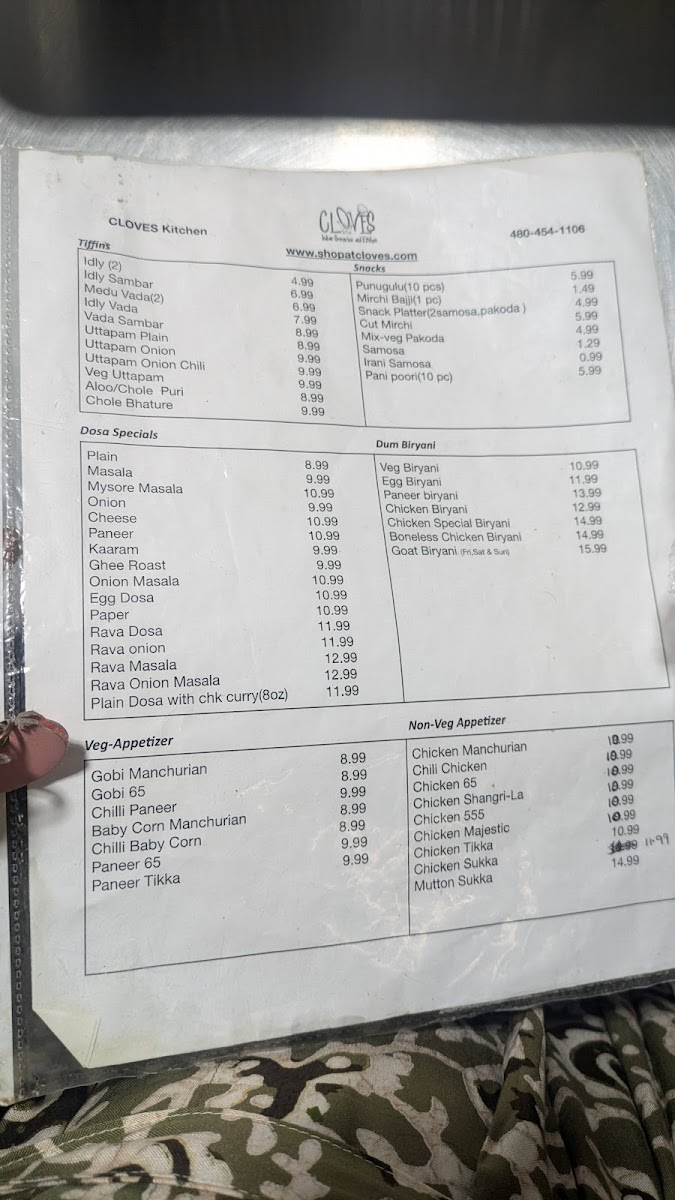 CLOVES Kitchen
CLOVES
480-454-1106
www.shopatcloves.com
Tiffins
Idly (2) 4.99
Idly Sambar 6.99
Medu Vada(2) 6.99
Idly Vada 7.99
Vada Sambar 8.99
Uttapam Plain 8.99
Uttapam Onion 9.99
Uttapam Onion Chili 9.99
Veg Uttapam 9.99
Aloo/Chole Puri 8.99
Chole Bhature 9.99
Snacks
Punugulu(10 pcs) 5.99
Mirchi Bajji(1 pc) 1.49
Snack Platter(2samosa,pakoda ) 4.99
Cut Mirchi 5.99
Mix-veg Pakoda 4.99
Samosa 1.29
Irani Samosa 0.99
Pani poori(10 pc) 5.99
Dosa Specials
Plain 8.99
Masala 9.99
Mysore Masala 10.99
Onion 9.99
Cheese 10.99
Paneer 10.99
Kaaram 9.99
Ghee Roast 9.99
Onion Masala 10.99
Egg Dosa 10.99
Paper 10.99
Rava Dosa 11.99
Rava onion 11.99
Rava Masala 12.99
Rava Onion Masala 12.99
Plain Dosa with chk curry(8oz) 11.99
Dum Biryani
Veg Biryani 10.99
Egg Biryani 11.99
Paneer biryani 13.99
Chicken Biryani 12.99
Chicken Special Biryani 14.99
Boneless Chicken Biryani 14.99
Goat Biryani (Fri,Sat & Sun) 15.99
Veg-Appetizer
Gobi Manchurian 8.99
Gobi 65 8.99
Chilli Paneer 9.99
Baby Corn Manchurian 8.99
Chilli Baby Corn 8.99
Paneer 65 9.99
Paneer Tikka 9.99
Non-Veg Appetizer
Chicken Manchurian 10.99
Chili Chicken 10.99
Chicken 65 10.99
Chicken Shangri-La 10.99
Chicken 555 10.99
Chicken Majestic 10.99
Chicken Tikka 10.99
Chicken Sukka 11.99
Mutton Sukka 14.99